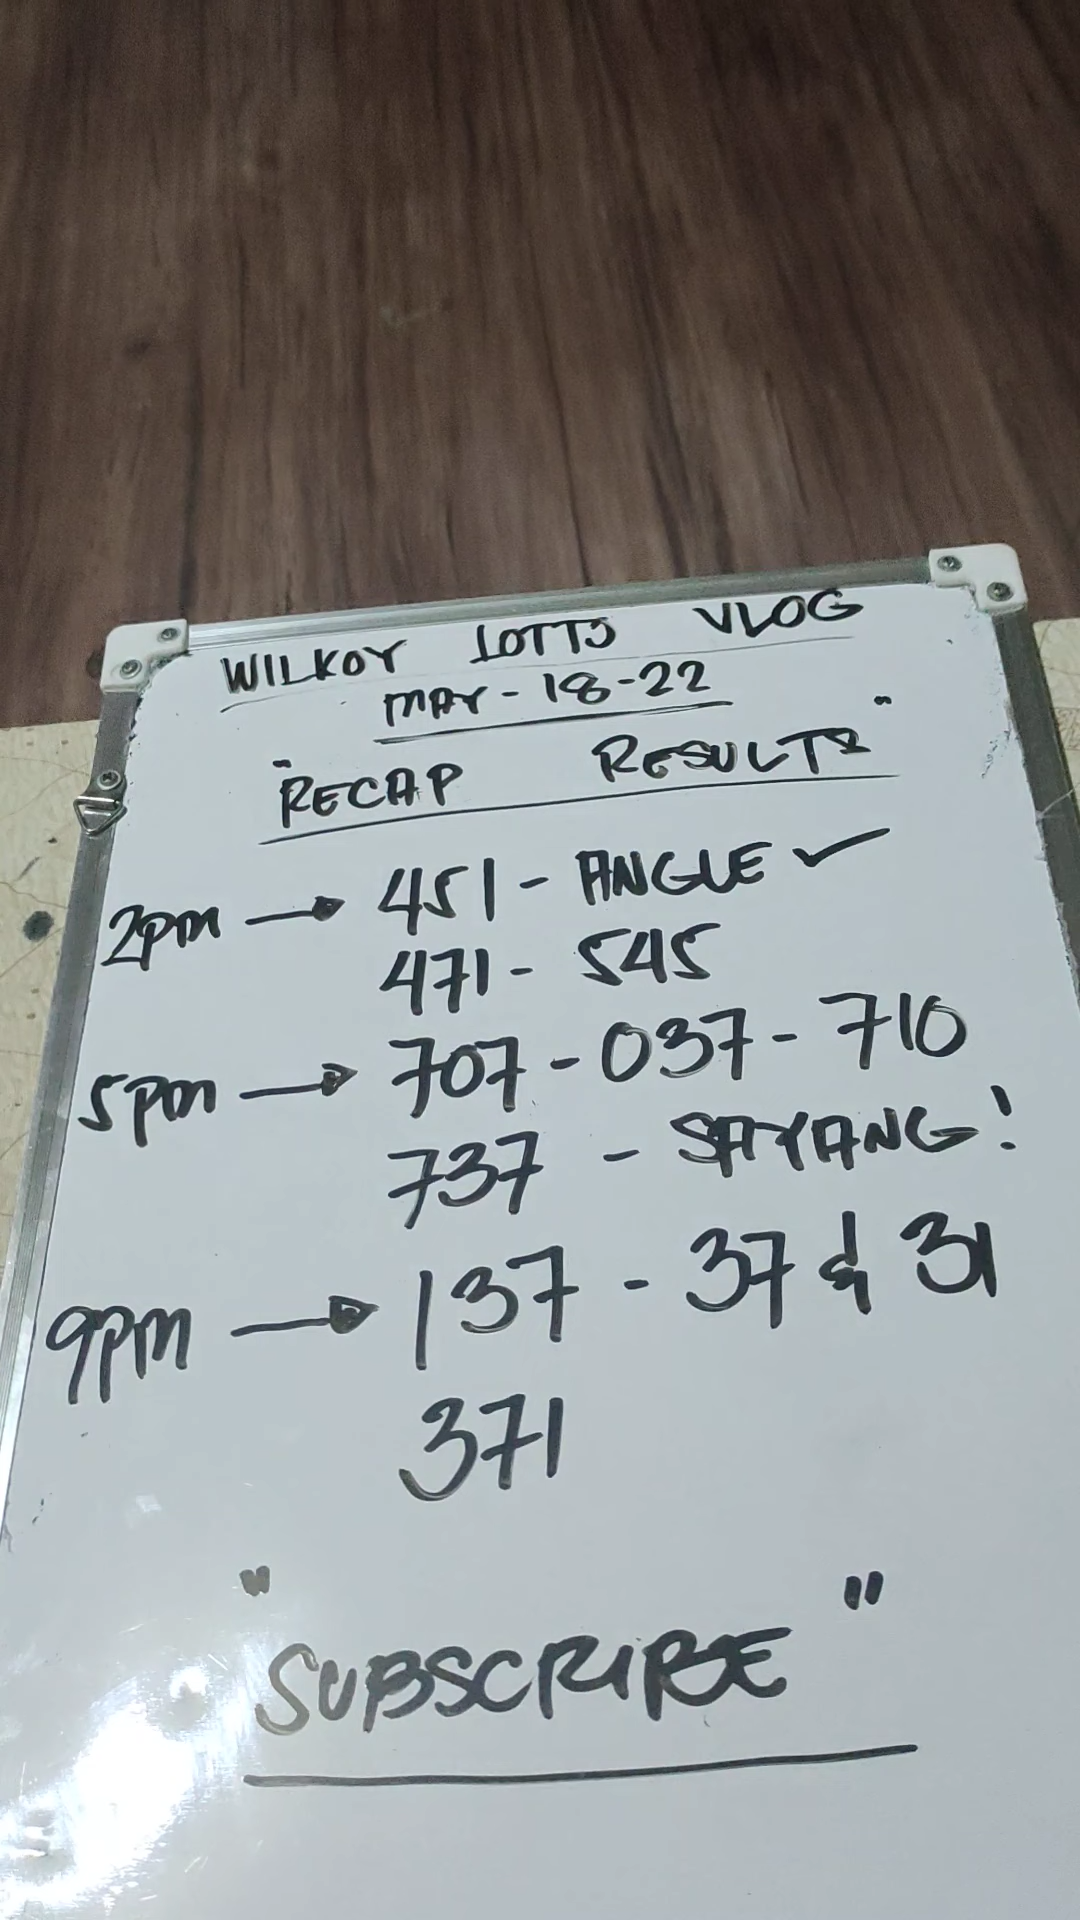 WILKOY LOTTO VLOG
MAY-18-22
"RECAP RESULTS"
2pm → 451 - ANGLE ✓
471 - 545
5pm → 707 - 037 - 710
737 - SAYANG!
9pm → 137 - 37 & 31
371
"SUBSCRIBE"